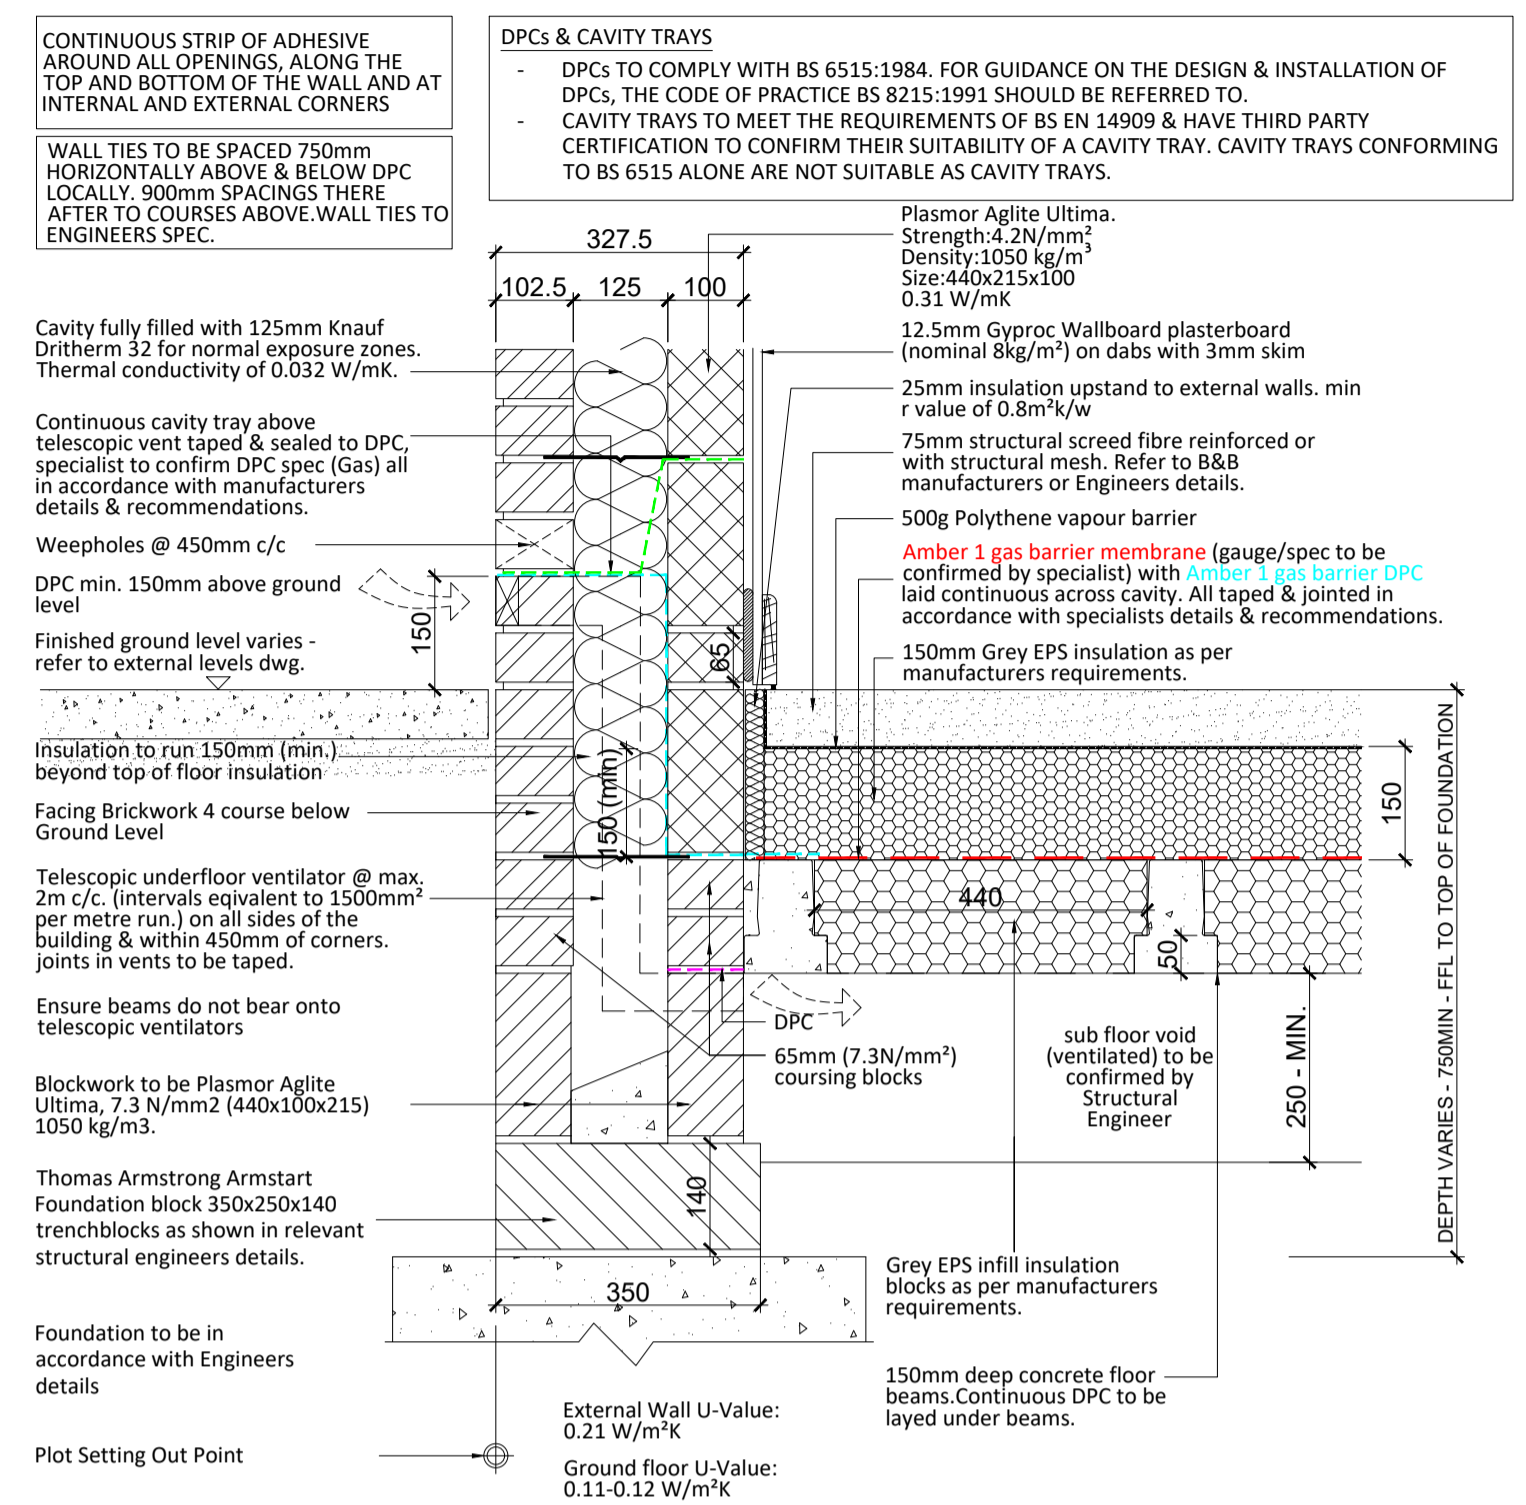 CONTINUOUS STRIP OF ADHESIVE
AROUND ALL OPENINGS, ALONG THE
TOP AND BOTTOM OF THE WALL AND AT
INTERNAL AND EXTERNAL CORNERS
WALL TIES TO BE SPACED 750mm
HORIZONTALLY ABOVE & BELOW DPC
LOCALLY. 900mm SPACINGS THERE
AFTER TO COURSES ABOVE.WALL TIES TO
ENGINEERS SPEC.
DPCs & CAVITY TRAYS
- DPCs TO COMPLY WITH BS 6515:1984. FOR GUIDANCE ON THE DESIGN & INSTALLATION OF
DPCs, THE CODE OF PRACTICE BS 8215:1991 SHOULD BE REFERRED TO.
- CAVITY TRAYS TO MEET THE REQUIREMENTS OF BS EN 14909 & HAVE THIRD PARTY
CERTIFICATION TO CONFIRM THEIR SUITABILITY OF A CAVITY TRAY. CAVITY TRAYS CONFORMING
TO BS 6515 ALONE ARE NOT SUITABLE AS CAVITY TRAYS.
327.5
102.5
125
100
Cavity fully filled with 125mm Knauf
Dritherm 32 for normal exposure zones.
Thermal conductivity of 0.032 W/mK.
Continuous cavity tray above
telescopic vent taped & sealed to DPC,
specialist to confirm DPC spec (Gas) all
in accordance with manufacturers
details & recommendations.
Weepholes @ 450mm c/c
DPC min. 150mm above ground
level
Finished ground level varies -
refer to external levels dwg.
150
Insulation to run 150mm (min.)
beyond top of floor insulation
Facing Brickwork 4 course below
Ground Level
Telescopic underfloor ventilator @ max.
2m c/c. (intervals eqivalent to 1500mm²
per metre run.) on all sides of the
building & within 450mm of corners.
joints in vents to be taped.
Ensure beams do not bear onto
telescopic ventilators
Blockwork to be Plasmor Aglite
Ultima, 7.3 N/mm2 (440x100x215)
1050 kg/m3.
Thomas Armstrong Armstart
Foundation block 350x250x140
trenchblocks as shown in relevant
structural engineers details.
Foundation to be in
accordance with Engineers
details
Plot Setting Out Point
Plasmor Aglite Ultima.
Strength:4.2N/mm²
Density:1050 kg/m³
Size:440x215x100
0.31 W/mK
12.5mm Gyproc Wallboard plasterboard
(nominal 8kg/m²) on dabs with 3mm skim
25mm insulation upstand to external walls. min
r value of 0.8m²k/w
75mm structural screed fibre reinforced or
with structural mesh. Refer to B&B
manufacturers or Engineers details.
500g Polythene vapour barrier
Amber 1 gas barrier membrane (gauge/spec to be
confirmed by specialist) with Amber 1 gas barrier DPC
laid continuous across cavity. All taped & jointed in
accordance with specialists details & recommendations.
150mm Grey EPS insulation as per
manufacturers requirements.
65
150 (min)
150
440
50
DPC
65mm (7.3N/mm²)
coursing blocks
sub floor void
(ventilated) to be
confirmed by
Structural
Engineer
250 - MIN.
DEPTH VARIES - 750MIN - FFL TO TOP OF FOUNDATION
140
350
Grey EPS infill insulation
blocks as per manufacturers
requirements.
150mm deep concrete floor
beams.Continuous DPC to be
layed under beams.
External Wall U-Value:
0.21 W/m²K
Ground floor U-Value:
0.11-0.12 W/m²K